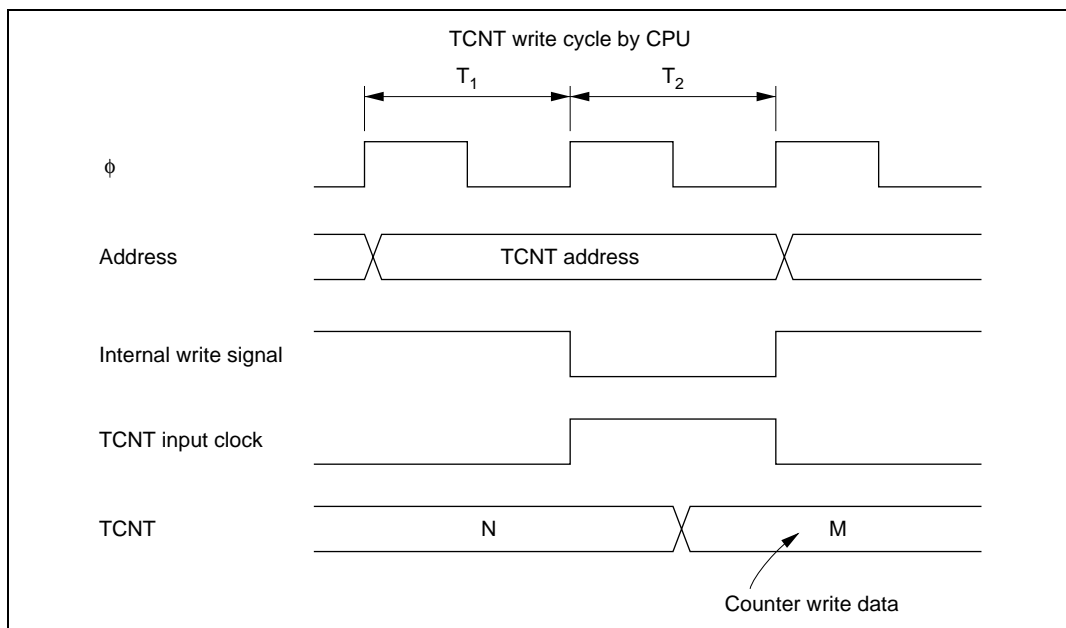 TCNT write cycle by CPU
T1 T2
ϕ
Address TCNT address
Internal write signal
TCNT input clock
TCNT N M
Counter write data